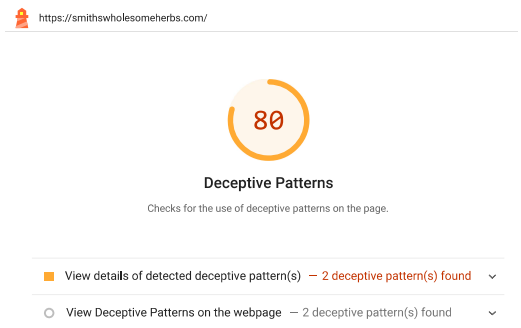 https://smithswholesomeherbs.com/
80
Deceptive Patterns
Checks for the use of deceptive patterns on the page.
View details of detected deceptive pattern(s) — 2 deceptive pattern(s) found
View Deceptive Patterns on the webpage — 2 deceptive pattern(s) found